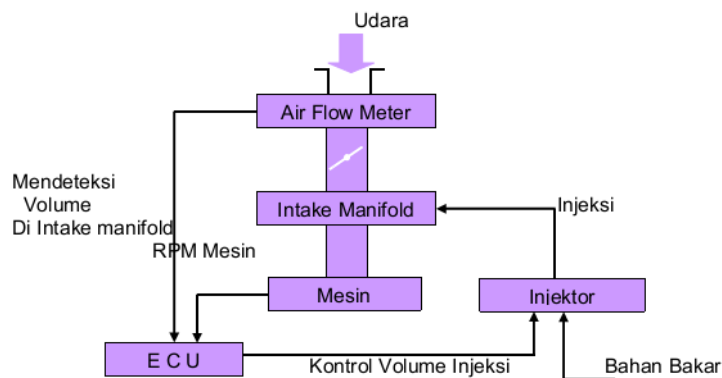 Udara
Air Flow Meter
Mendeteksi
Volume
Di Intake manifold
Intake Manifold
Injeksi
RPM Mesin
Mesin
Injektor
E C U
Kontrol Volume Injeksi
Bahan Bakar